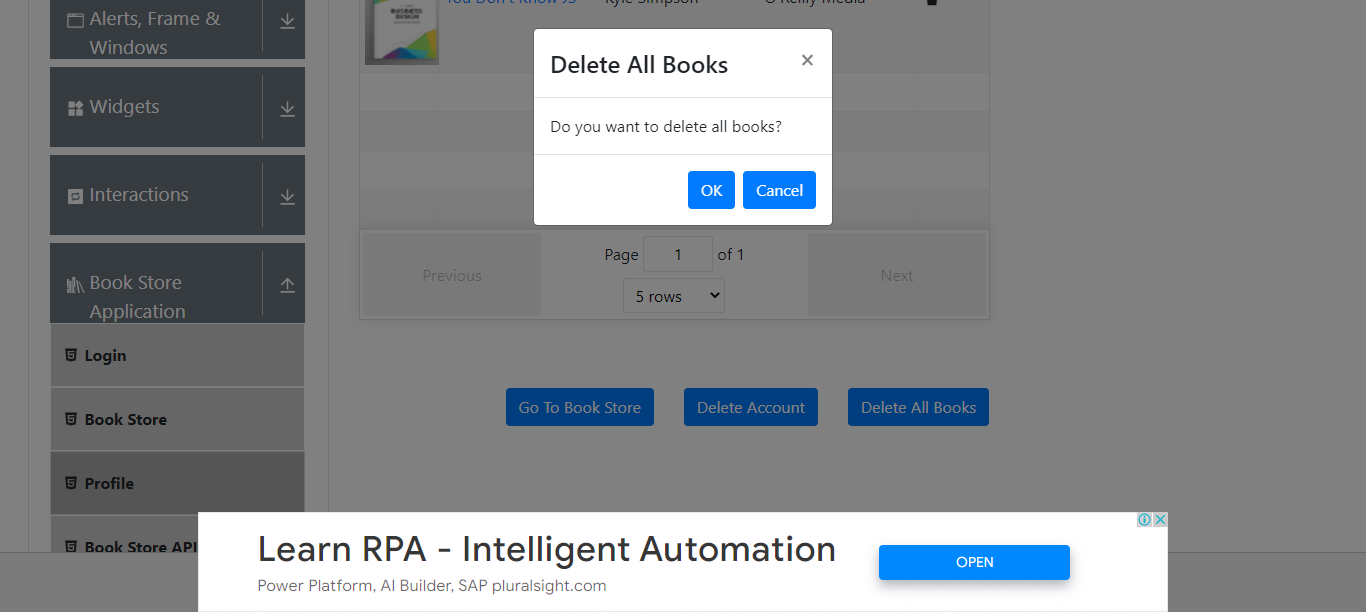 You Don't Know JS
Kyle Simpson
O'Reilly Media
BUSINESS
DESIGN
Alerts, Frame &
Windows
Widgets
Interactions
Book Store
Application
Login
Book Store
Profile
Book Store API
Delete All Books
×
Do you want to delete all books?
OK
Cancel
Previous
Page 1 of 1
5 rows
Next
Go To Book Store
Delete Account
Delete All Books
Learn RPA - Intelligent Automation
Power Platform, AI Builder, SAP pluralsight.com
OPEN